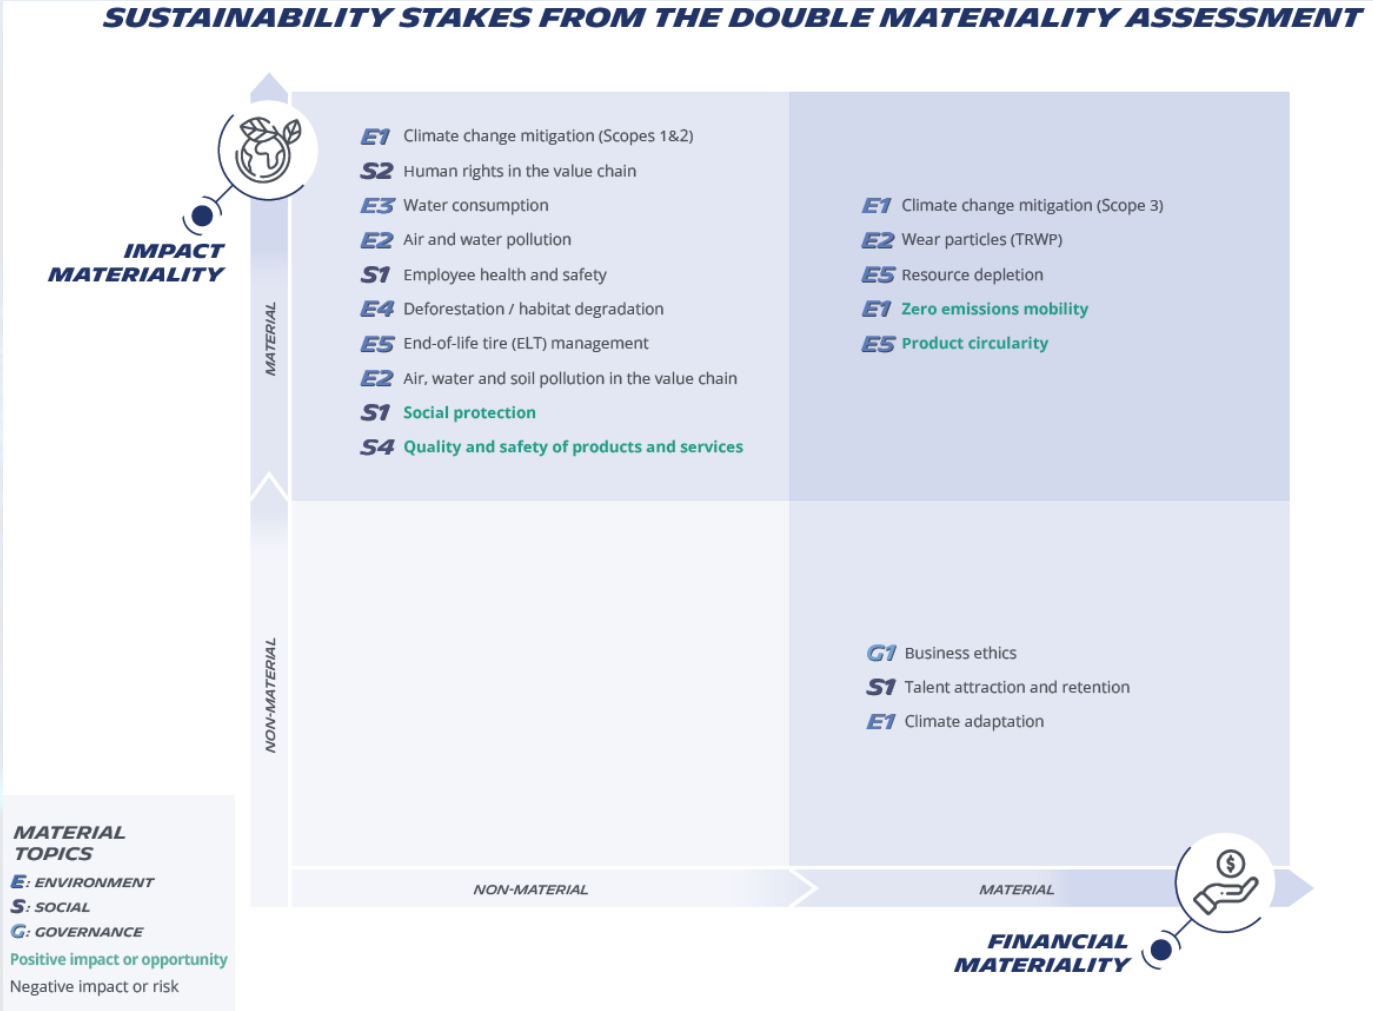 SUSTAINABILITY STAKES FROM THE DOUBLE MATERIALITY ASSESSMENT
IMPACT
MATERIALITY
MATERIAL
NON-MATERIAL
E1 Climate change mitigation (Scopes 1&2)
S2 Human rights in the value chain
E3 Water consumption
E2 Air and water pollution
S1 Employee health and safety
E4 Deforestation / habitat degradation
E5 End-of-life tire (ELT) management
E2 Air, water and soil pollution in the value chain
S1 Social protection
S4 Quality and safety of products and services
E1 Climate change mitigation (Scope 3)
E2 Wear particles (TRWP)
E5 Resource depletion
E1 Zero emissions mobility
E5 Product circularity
G1 Business ethics
S1 Talent attraction and retention
E1 Climate adaptation
NON-MATERIAL
MATERIAL
$
FINANCIAL
MATERIALITY
MATERIAL
TOPICS
E: ENVIRONMENT
S: SOCIAL
G: GOVERNANCE
Positive impact or opportunity
Negative impact or risk